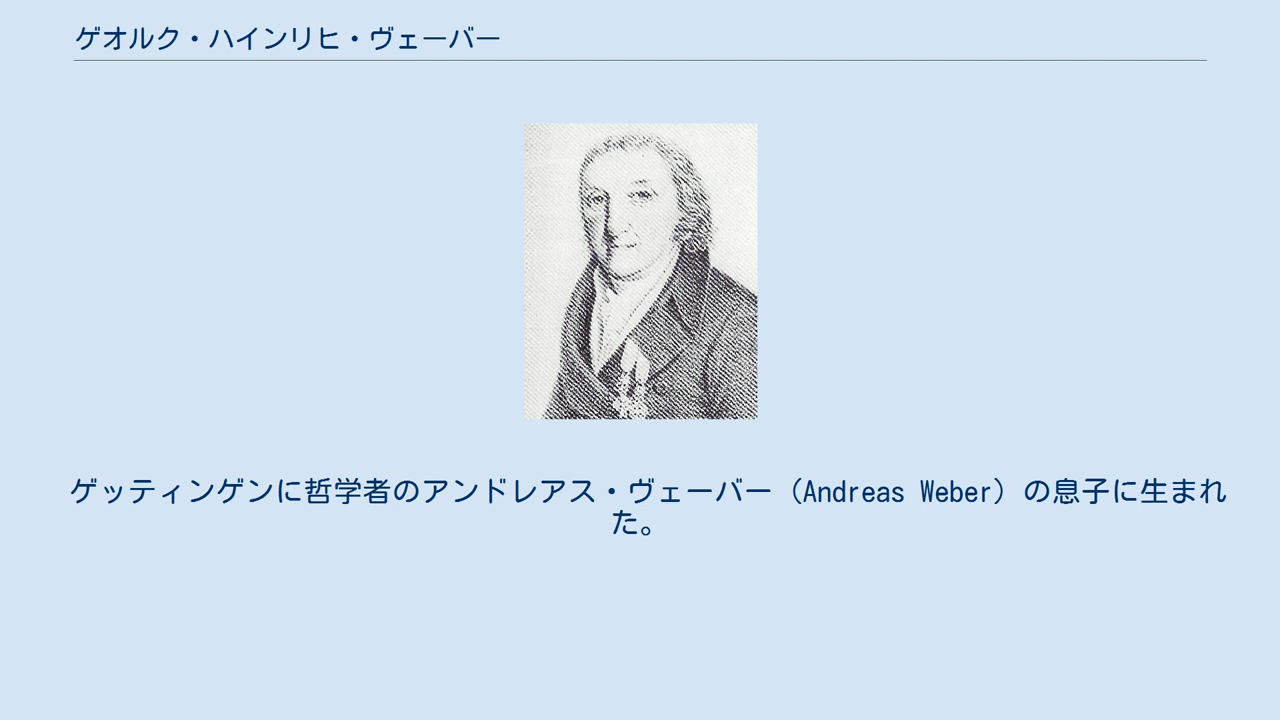 ゲオルク・ハインリヒ・ヴェーバー
ゲッティンゲンに哲学者のアンドレアス・ヴェーバー（Andreas Weber）の息子に生まれ
た。